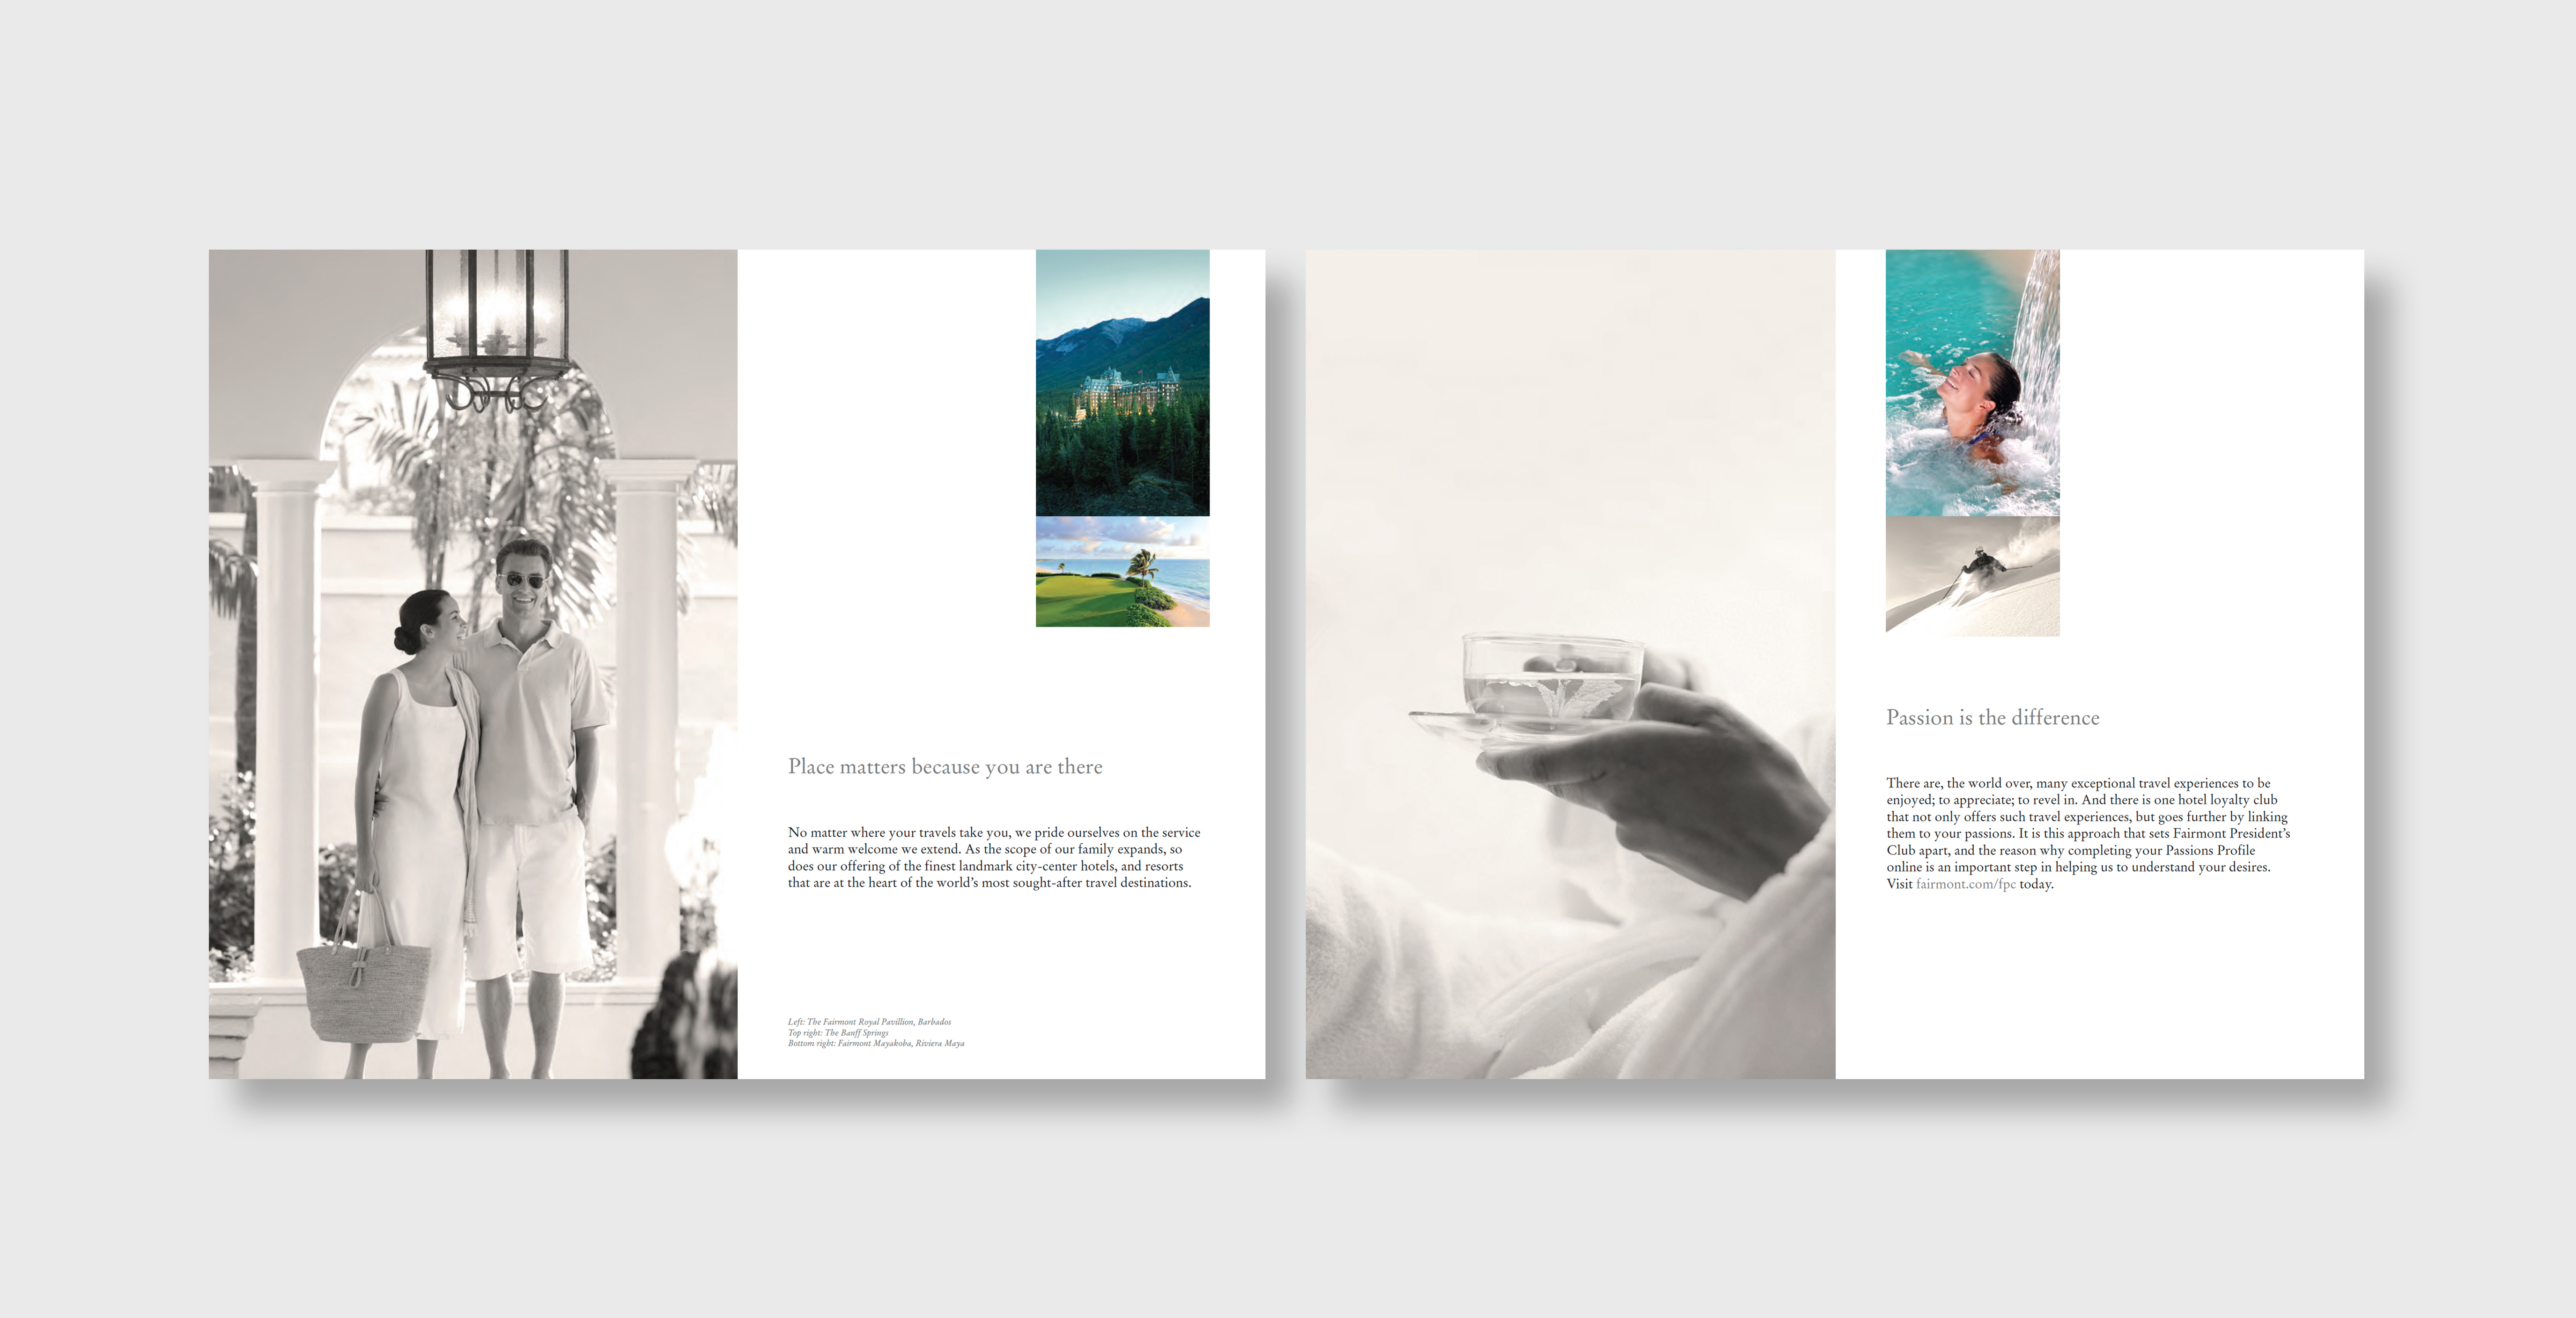 Place matters because you are there
No matter where your travels take you, we pride ourselves on the service
and warm welcome we extend. As the scope of our family expands, so
does our offering of the finest landmark city-center hotels, and resorts
that are at the heart of the world's most sought-after travel destinations.
Left: The Fairmont Royal Pavillion, Barbados
Top right: The Banff Springs
Bottom right: Fairmont Mayakoba, Riviera Maya
Passion is the difference
There are, the world over, many exceptional travel experiences to be
enjoyed; to appreciate; to revel in. And there is one hotel loyalty club
that not only offers such travel experiences, but goes further by linking
them to your passions. It is this approach that sets Fairmont President's
Club apart, and the reason why completing your Passions Profile
online is an important step in helping us to understand your desires.
Visit fairmont.com/fpc today.